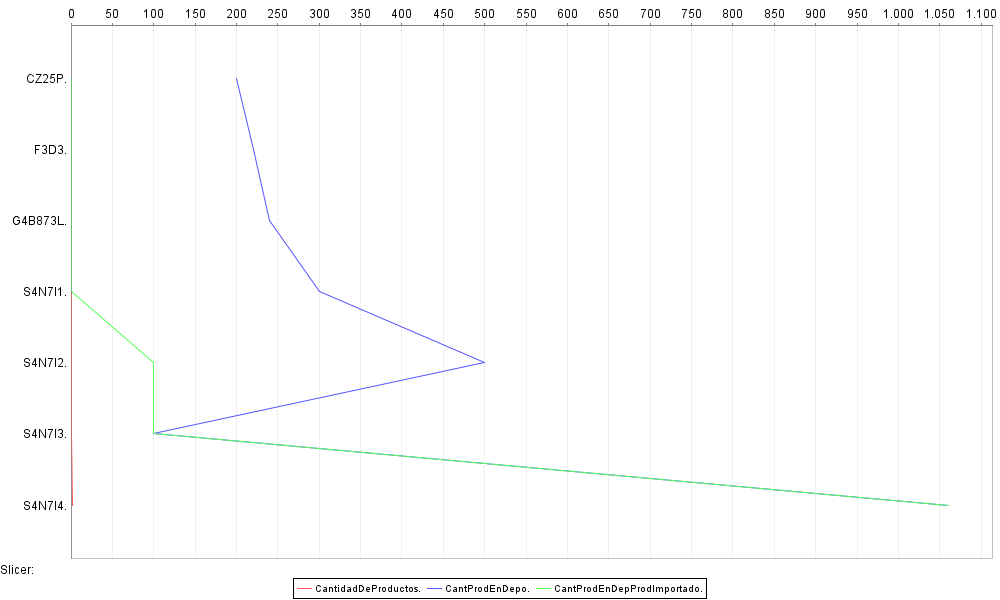 0 50 100 150 200 250 300 350 400 450 500 550 600 650 700 750 800 850 900 950 1.000 1.050 1.100
CZ25P.
F3D3.
G4B873L.
S4N7I1.
S4N7I2.
S4N7I3.
S4N7I4.
Slicer:
CantidadDeProductos. CantProdEnDepo. CantProdEnDepProdImportado.